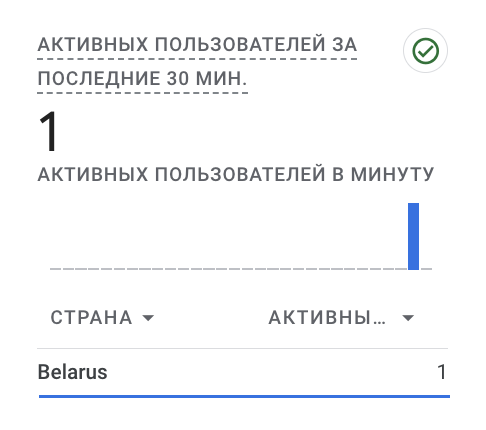 АКТИВНЫХ ПОЛЬЗОВАТЕЛЕЙ ЗА
ПОСЛЕДНИЕ 30 МИН.
1
АКТИВНЫХ ПОЛЬЗОВАТЕЛЕЙ В МИНУТУ
СТРАНА АКТИВНЫ...
Belarus 1